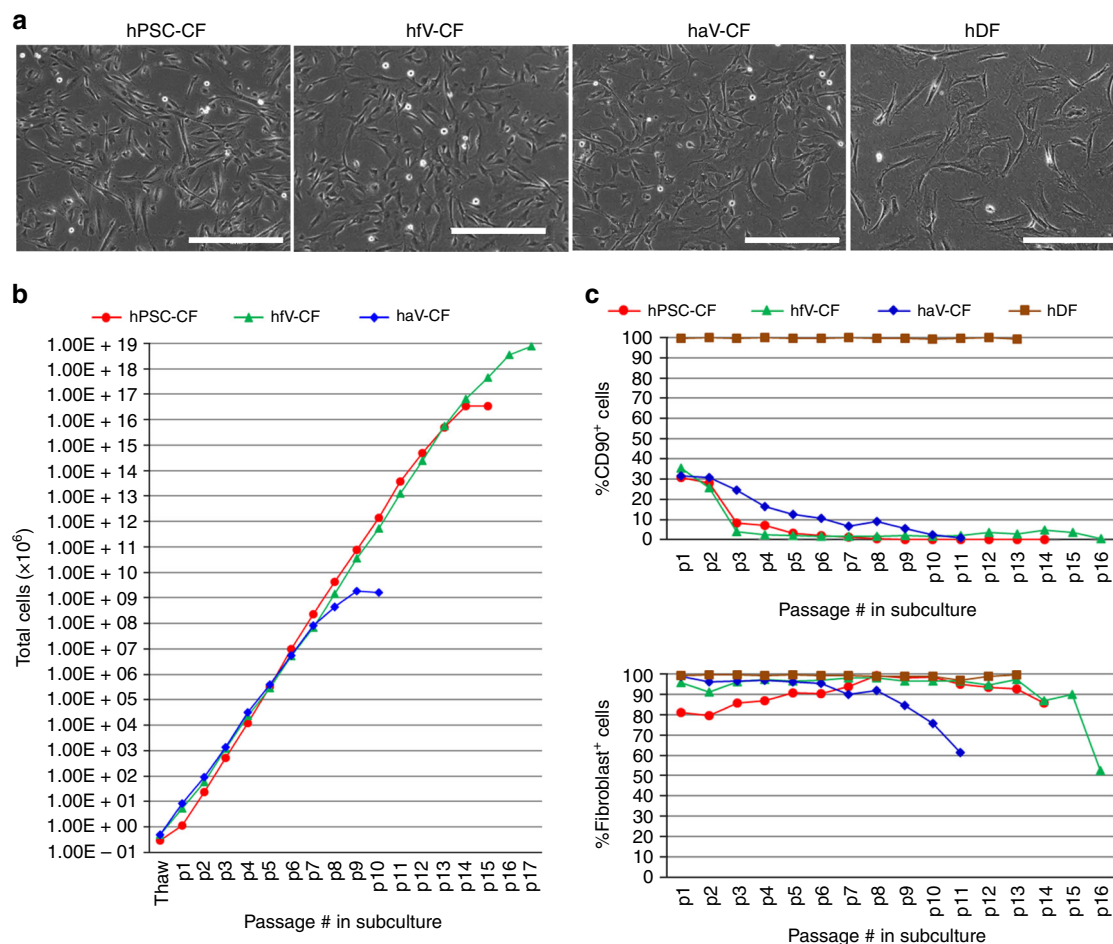 a
hPSC-CF hfV-CF haV-CF hDF
b
hPSC-CF hfV-CF haV-CF
1.00E + 19
1.00E + 18
1.00E + 17
1.00E + 16
1.00E + 15
1.00E + 14
1.00E + 13
1.00E + 12
1.00E + 11
1.00E + 10
1.00E + 09
1.00E + 08
1.00E + 07
1.00E + 06
1.00E + 05
1.00E + 04
1.00E + 03
1.00E + 02
1.00E + 01
1.00E + 00
1.00E – 01
Total cells (×10⁶)
Thaw p1 p2 p3 p4 p5 p6 p7 p8 p9 p10 p11 p12 p13 p14 p15 p16 p17
Passage # in subculture
c
hPSC-CF hfV-CF haV-CF hDF
100
90
80
70
60
50
40
30
20
10
0
%CD90⁺ cells
p1 p2 p3 p4 p5 p6 p7 p8 p9 p10 p11 p12 p13 p14 p15 p16
Passage # in subculture
100
90
80
70
60
50
40
30
20
10
0
%Fibroblast⁺ cells
p1 p2 p3 p4 p5 p6 p7 p8 p9 p10 p11 p12 p13 p14 p15 p16
Passage # in subculture